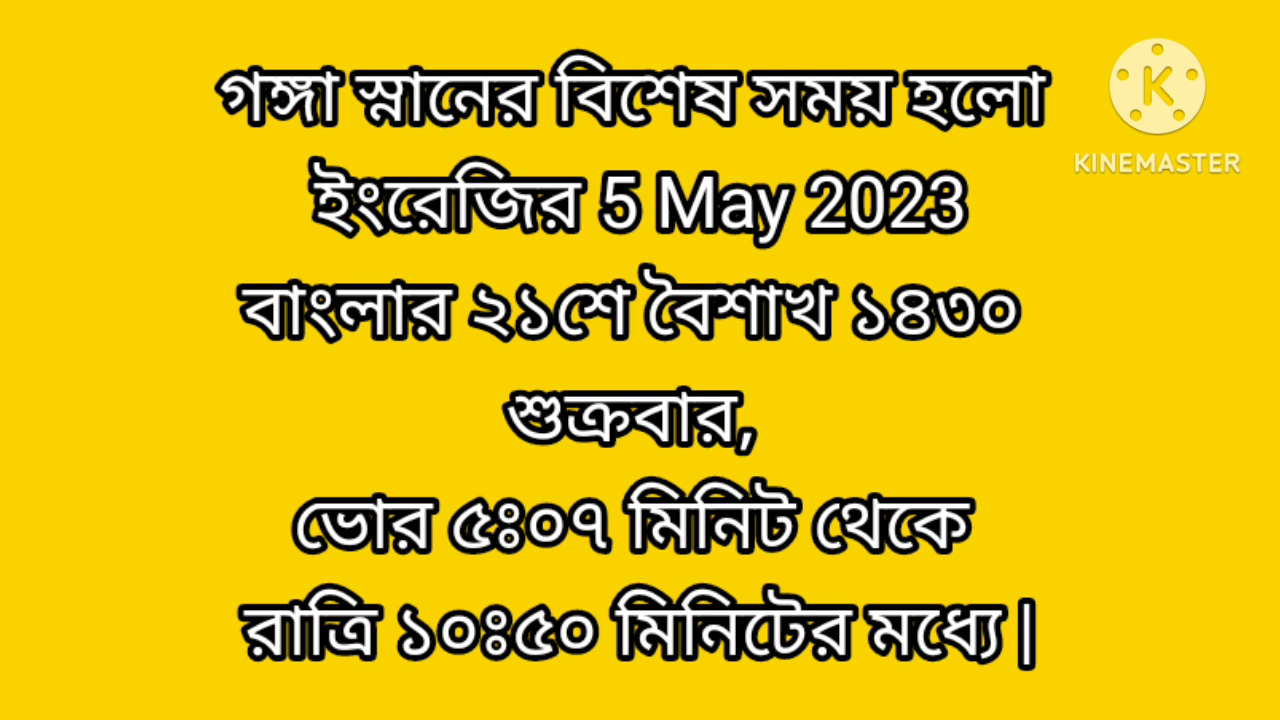 গঙ্গা স্নানের বিশেষ সময় হলো
ইংরেজির 5 May 2023
বাংলার ২১শে বৈশাখ ১৪৩০
শুক্রবার,
ভোর ৫ঃ০৭ মিনিট থেকে
রাত্রি ১০ঃ৫০ মিনিটের মধ্যে |
K
KINEMASTER